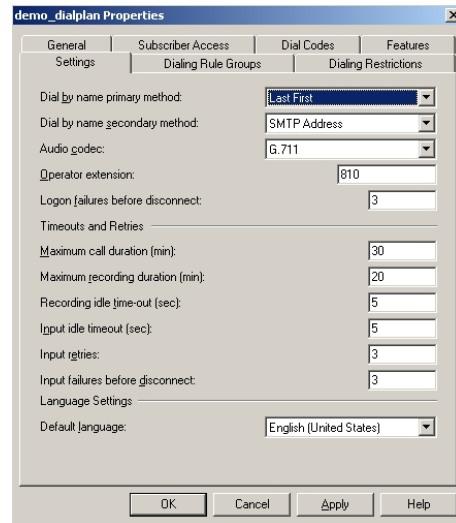 demo_dialplan Properties
General Subscriber Access Dial Codes Features
Settings Dialing Rule Groups Dialing Restrictions
Dial by name primary method: Last First
Dial by name secondary method: SMTP Address
Audio codec: G.711
Operator extension: 810
Logon failures before disconnect: 3
Timeouts and Retries
Maximum call duration (min): 30
Maximum recording duration (min): 20
Recording idle time-out (sec): 5
Input idle timeout (sec): 5
Input retries: 3
Input failures before disconnect: 3
Language Settings
Default language: English (United States)
OK Cancel Apply Help